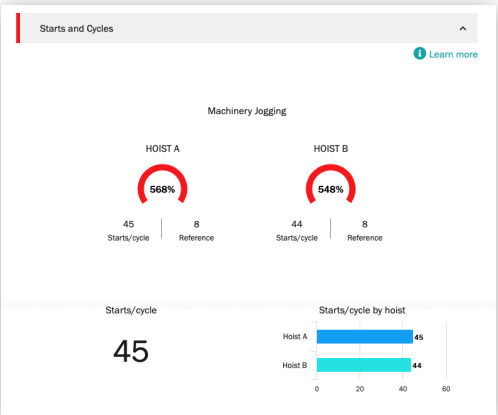 Starts and Cycles
i Learn more
Machinery Jogging
HOIST A HOIST B
568% 548%
45 8 44 8
Starts/cycle Reference Starts/cycle Reference
Starts/cycle Starts/cycle by hoist
45
Hoist A 45
Hoist B 44
0 20 40 60